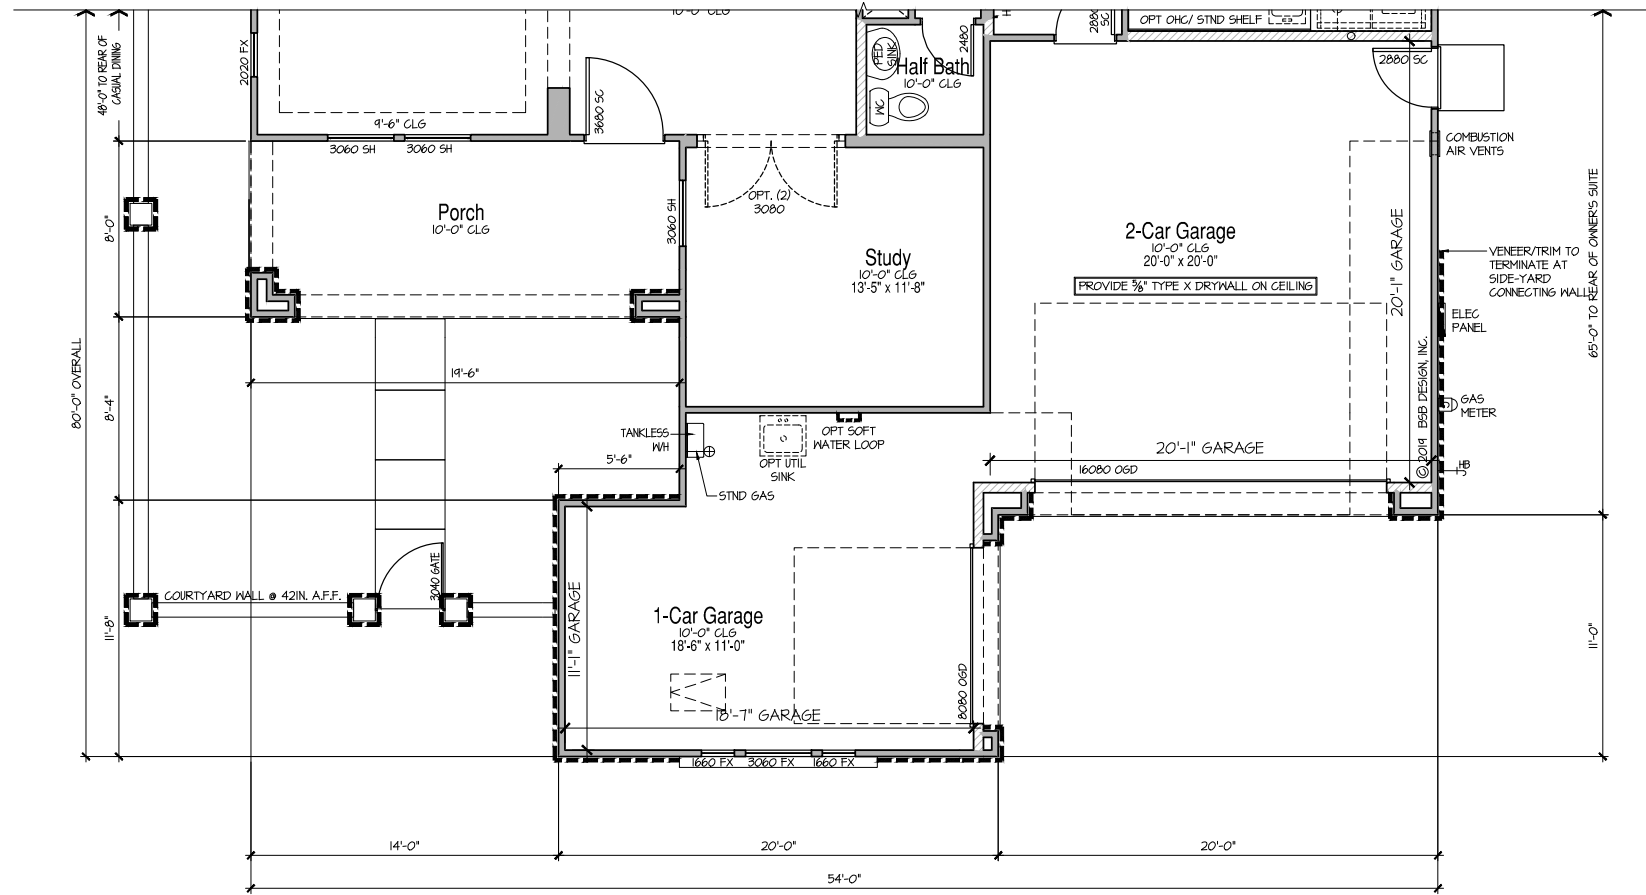 10'-0" CLG
2880 SC
OPT OHC/ STND SHELF
48'-0" TO REAR OF
CASUAL DINING
2020 FX
3680 SC
PED
SINK
2480
Half Bath
10'-0" CLG
WC
2880 SC
9'-6" CLG
3060 SH
3060 SH
COMBUSTION
AIR VENTS
Porch
10'-0" CLG
8'-0"
3060 SH
OPT. (2)
3080
Study
10'-0" CLG
13'-5" x 11'-8"
2-Car Garage
10'-0" CLG
20'-0" x 20'-0"
PROVIDE 5/8" TYPE X DRYWALL ON CEILING
20'-1" GARAGE
65'-0" TO REAR OF OWNER'S SUITE
VENEER/TRIM TO
TERMINATE AT
SIDE-YARD
CONNECTING WALL
ELEC
PANEL
80'-0" OVERALL
19'-6"
8'-4"
© 2019 BSB DESIGN, INC.
GAS
METER
TANKLESS
W/H
OPT SOFT
WATER LOOP
OPT UTIL
SINK
5'-6"
STND GAS
20'-1" GARAGE
16080 OGD
HB
3040 GATE
COURTYARD WALL @ 42IN. A.F.F.
11'-8"
11'-1" GARAGE
1-Car Garage
10'-0" CLG
18'-6" x 11'-0"
8080 OGD
11'-0"
18'-7" GARAGE
1660 FX
3060 FX
1660 FX
14'-0"
20'-0"
20'-0"
54'-0"